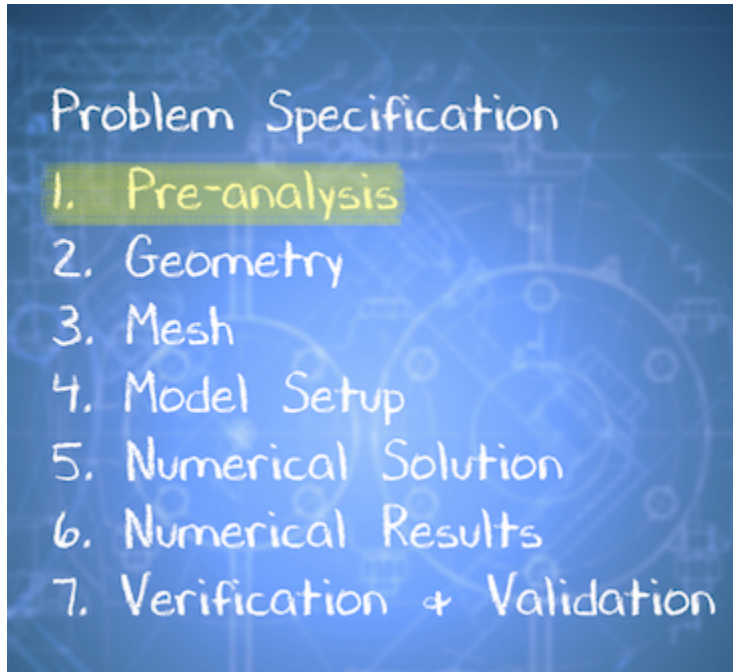 Problem Specification
1. Pre-analysis
2. Geometry
3. Mesh
4. Model Setup
5. Numerical Solution
6. Numerical Results
7. Verification & Validation